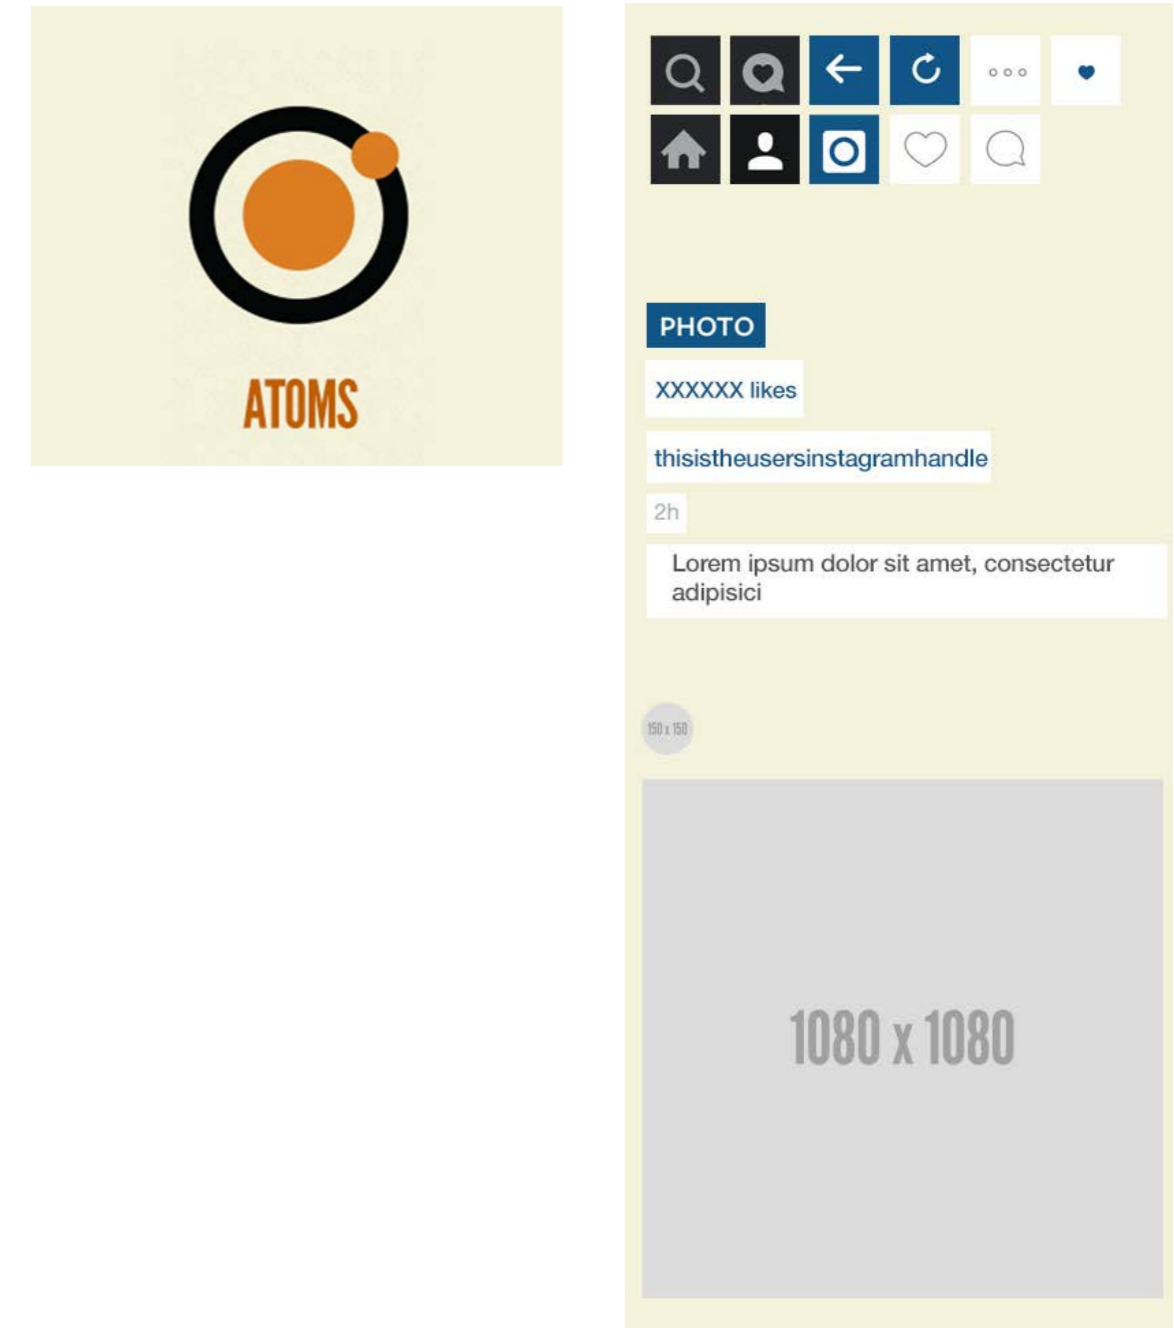 ATOMS
PHOTO
XXXXXX likes
thisistheusersinstagramhandle
2h
Lorem ipsum dolor sit amet, consectetur
adipisici
150 x 150
1080 x 1080